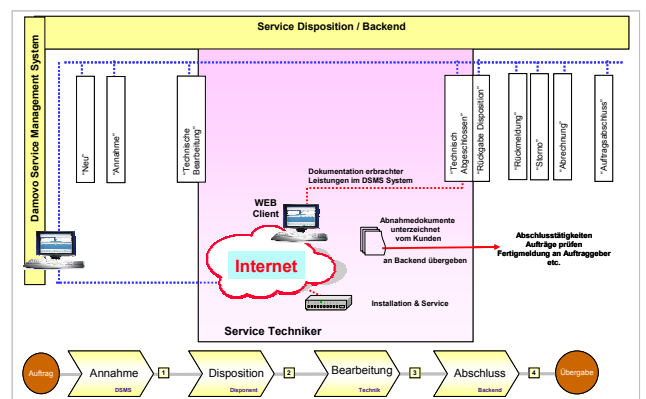 Service Disposition / Backend
Damovo Service Management System
"Neu"
"Annahme"
"Technische
Bearbeitung"
"Technisch
Abgeschlossen"
"Rückgabe Disposition"
"Rückmeldung"
"Storno"
"Abrechnung"
"Auftragsabschluss"
Dokumentation erbrachter
Leistungen im DSMS System
WEB
Client
Abnahmedokumente
unterzeichnet
vom Kunden
an Backend übergeben
Abschlusstätigkeiten
Aufträge prüfen
Fertigmeldung an Auftraggeber
etc.
Internet
Installation & Service
Service Techniker
Auftrag
Annahme
DSMS
1
Disposition
Disponent
2
Bearbeitung
Technik
3
Abschluss
Backend
4
Übergabe